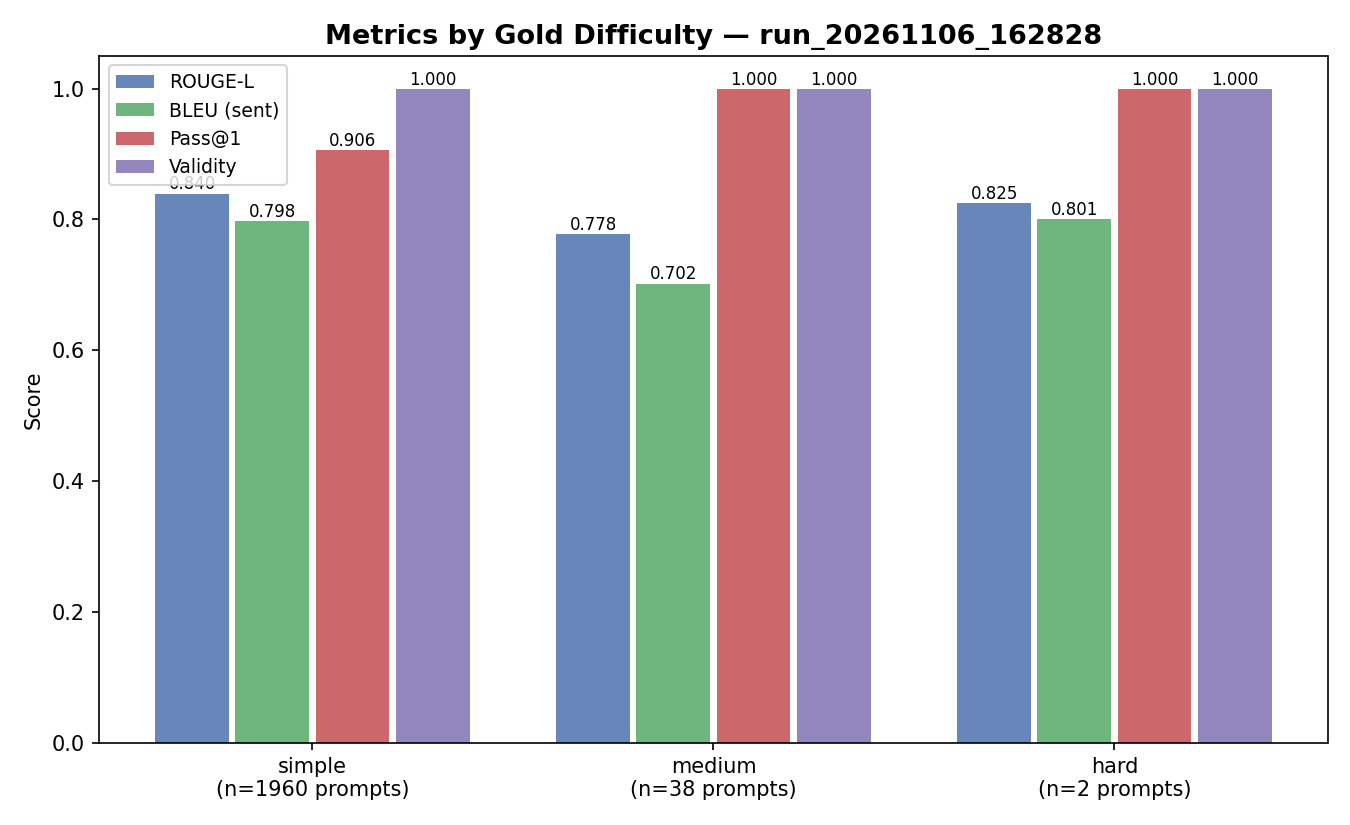 Metrics by Gold Difficulty — run_20261106_162828
ROUGE-L
BLEU (sent)
Pass@1
Validity
1.0
0.8
0.6
0.4
0.2
0.0
Score
0.840
0.798
0.906
1.000
0.778
0.702
1.000
1.000
0.825
0.801
1.000
1.000
simple
(n=1960 prompts)
medium
(n=38 prompts)
hard
(n=2 prompts)